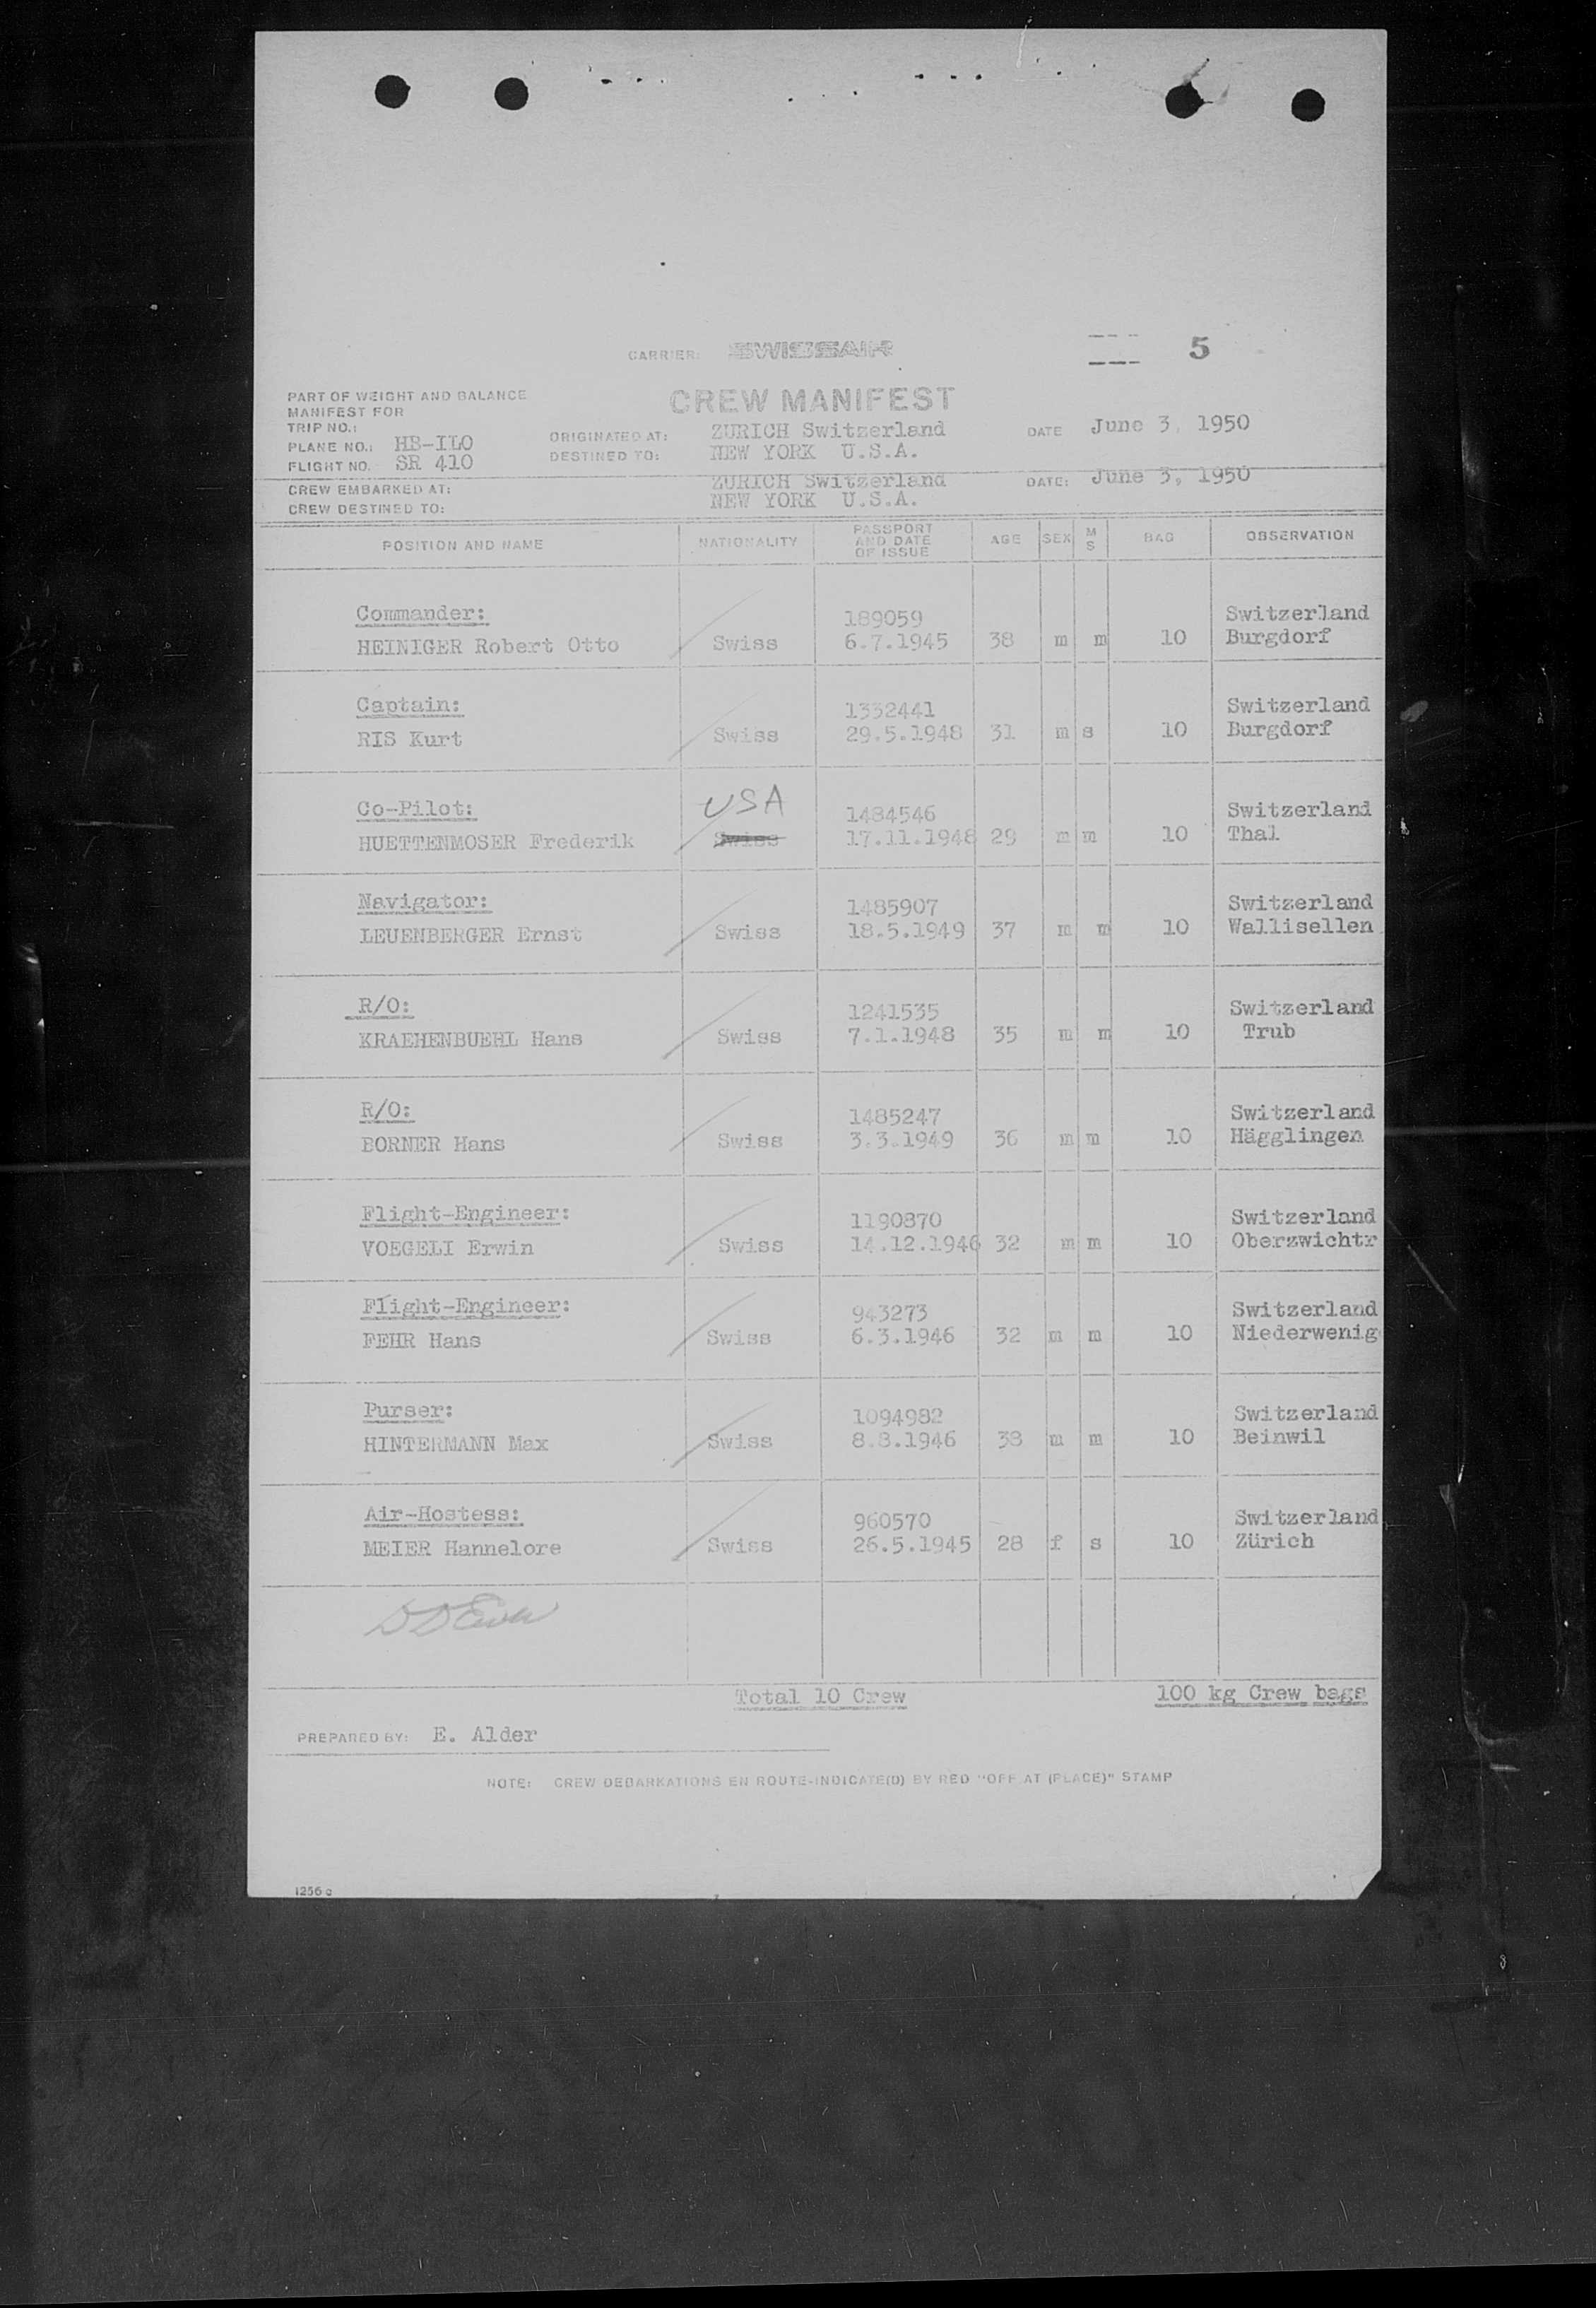 CARRIER: SWISSAIR
5
PART OF WEIGHT AND BALANCE
MANIFEST FOR
CREW MANIFEST
TRIP NO.:
PLANE NO.: HB-ILO ORIGINATED AT: ZURICH Switzerland DATE June 3, 1950
FLIGHT NO. SR 410 DESTINED TO: NEW YORK U.S.A.
CREW EMBARKED AT: ZURICH Switzerland DATE: June 3, 1950
CREW DESTINED TO: NEW YORK U.S.A.
POSITION AND NAME NATIONALITY PASSPORT AND DATE OF ISSUE AGE SEX M S BAG OBSERVATION
Commander: 189059 Switzerland
HEINIGER Robert Otto Swiss 6.7.1945 38 m m 10 Burgdorf
Captain: 1332441 Switzerland
RIS Kurt Swiss 29.5.1948 31 m s 10 Burgdorf
Co-Pilot: USA 1484546 Switzerland
HUETTENMOSER Frederik Swiss 17.11.1948 29 m m 10 Thal
Navigator: 1485907 Switzerland
LEUENBERGER Ernst Swiss 18.5.1949 37 m m 10 Wallisellen
R/O: 1241535 Switzerland
KRAEHENBUEHL Hans Swiss 7.1.1948 35 m m 10 Trub
R/O: 1485247 Switzerland
BORNER Hans Swiss 3.3.1949 36 m m 10 Hägglingen
Flight-Engineer: 1190870 Switzerland
VOEGELI Erwin Swiss 14.12.1946 32 m m 10 Oberzwichtr
Flight-Engineer: 943273 Switzerland
FEHR Hans Swiss 6.3.1946 32 m m 10 Niederwenig
Purser: 1094982 Switzerland
HINTERMANN Max Swiss 8.8.1946 38 m m 10 Beinwil
Air-Hostess: 960570 Switzerland
MEIER Hannelore Swiss 26.5.1945 28 f s 10 Zürich
Total 10 Crew 100 kg Crew bags
PREPARED BY: E. Alder
NOTE: CREW DEBARKATIONS EN ROUTE-INDICATE(D) BY RED "OFF AT (PLACE)" STAMP
1256 c